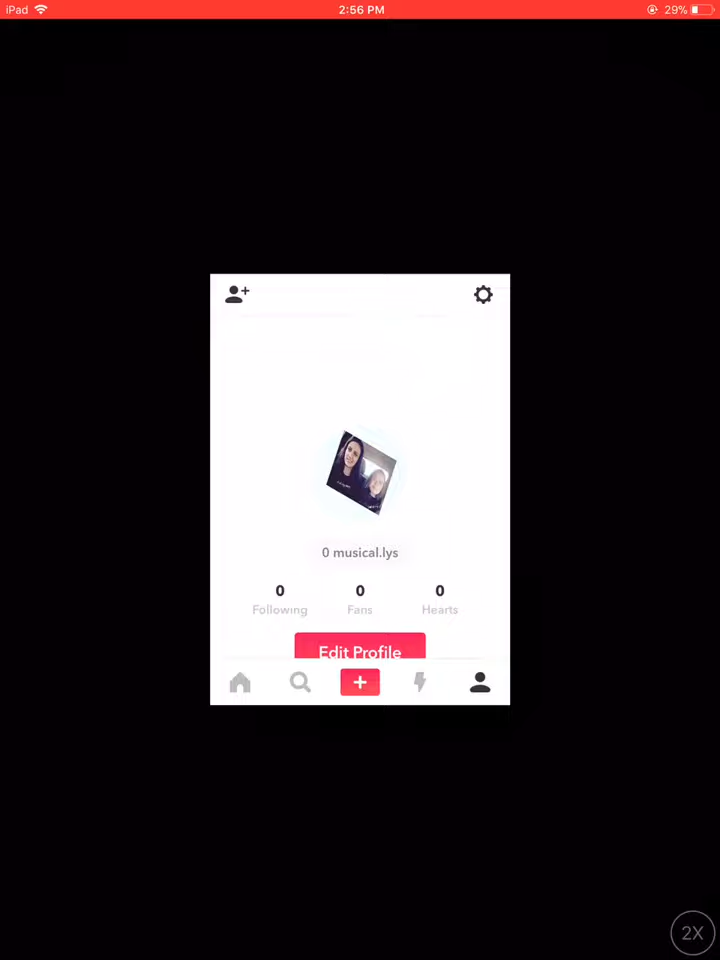 iPad 2:56 PM 29%
0 musical.lys
0 0 0
Following Fans Hearts
Edit Profile
2X